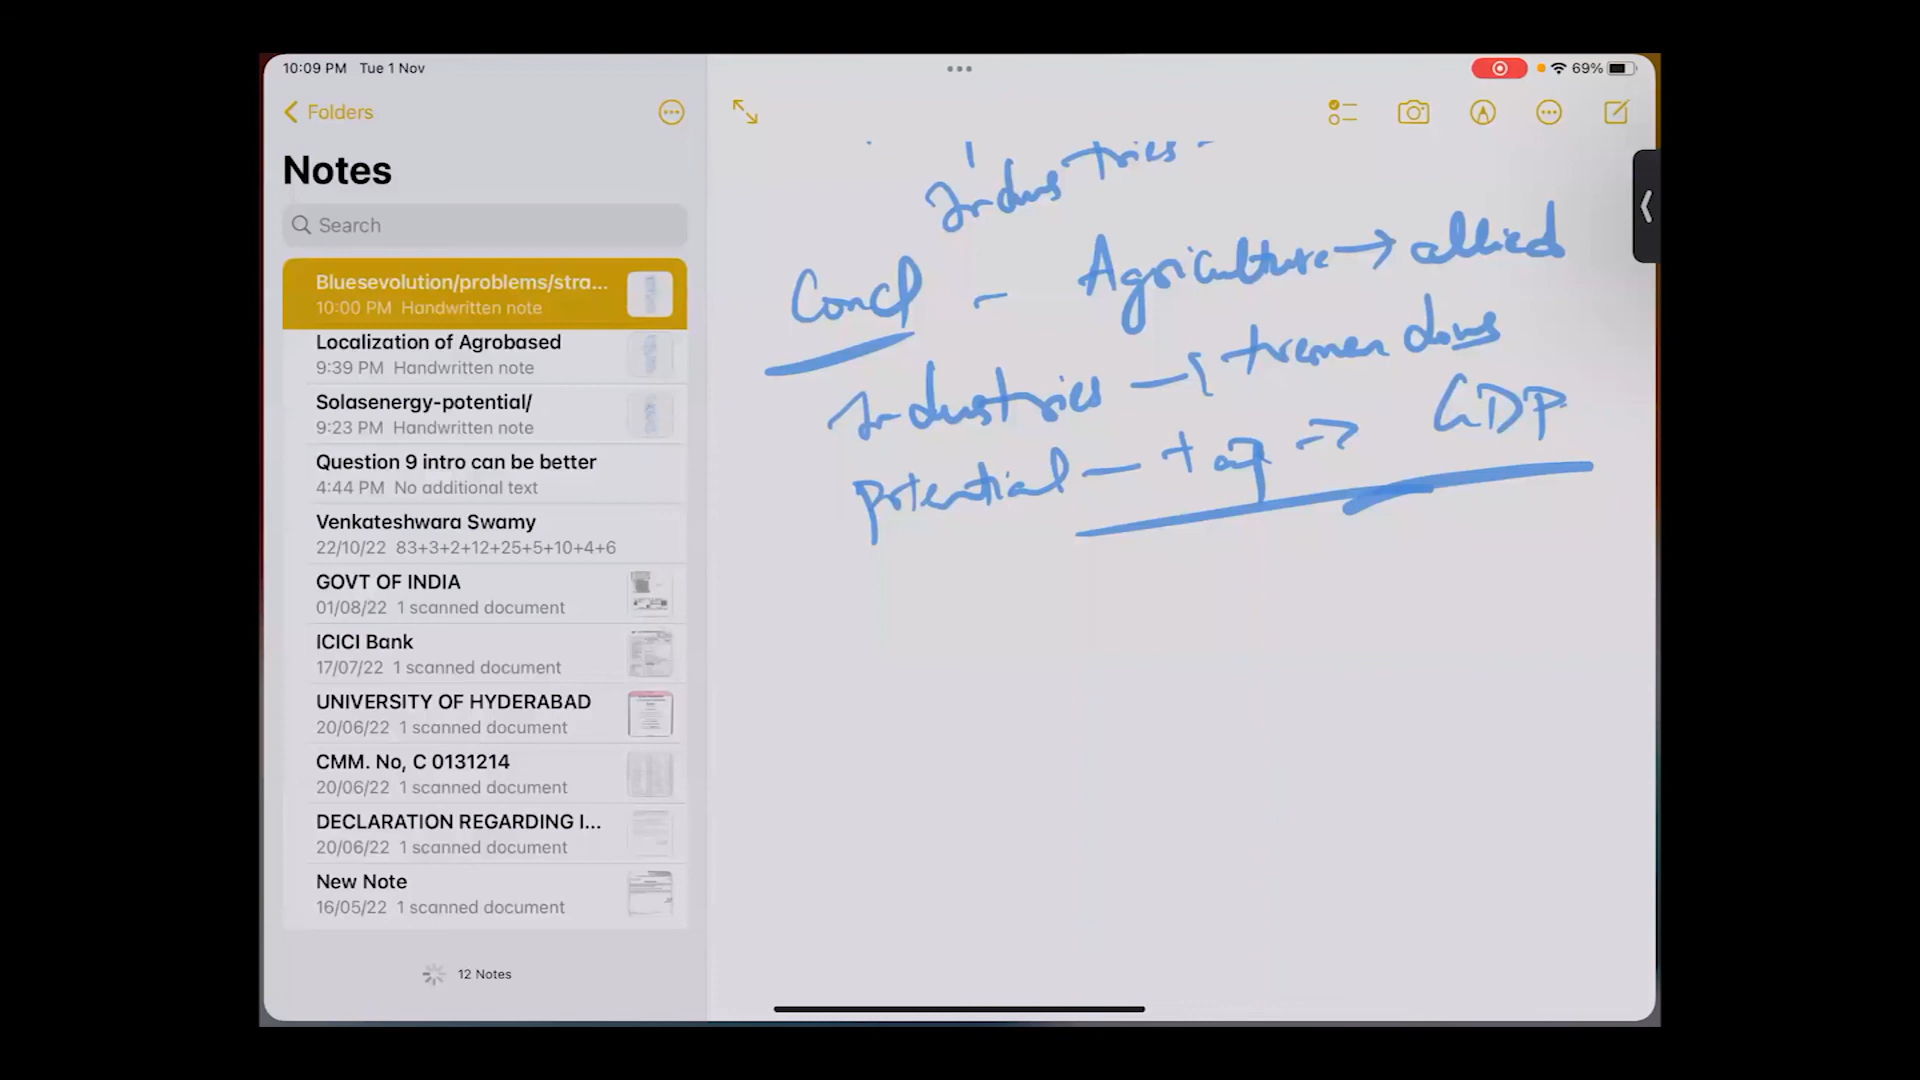 10:09 PM Tue 1 Nov
69%
Folders
Notes
Search
Bluesevolution/problems/stra...
10:00 PM Handwritten note
Localization of Agrobased
9:39 PM Handwritten note
Solasenergy-potential/
9:23 PM Handwritten note
Question 9 intro can be better
4:44 PM No additional text
Venkateshwara Swamy
22/10/22 83+3+2+12+25+5+10+4+6
GOVT OF INDIA
01/08/22 1 scanned document
ICICI Bank
17/07/22 1 scanned document
UNIVERSITY OF HYDERABAD
20/06/22 1 scanned document
CMM. No, C 0131214
20/06/22 1 scanned document
DECLARATION REGARDING I...
20/06/22 1 scanned document
New Note
16/05/22 1 scanned document
12 Notes
Industries -
Concl - Agriculture → allied
Industries - tremendous
potential - tap => GDP